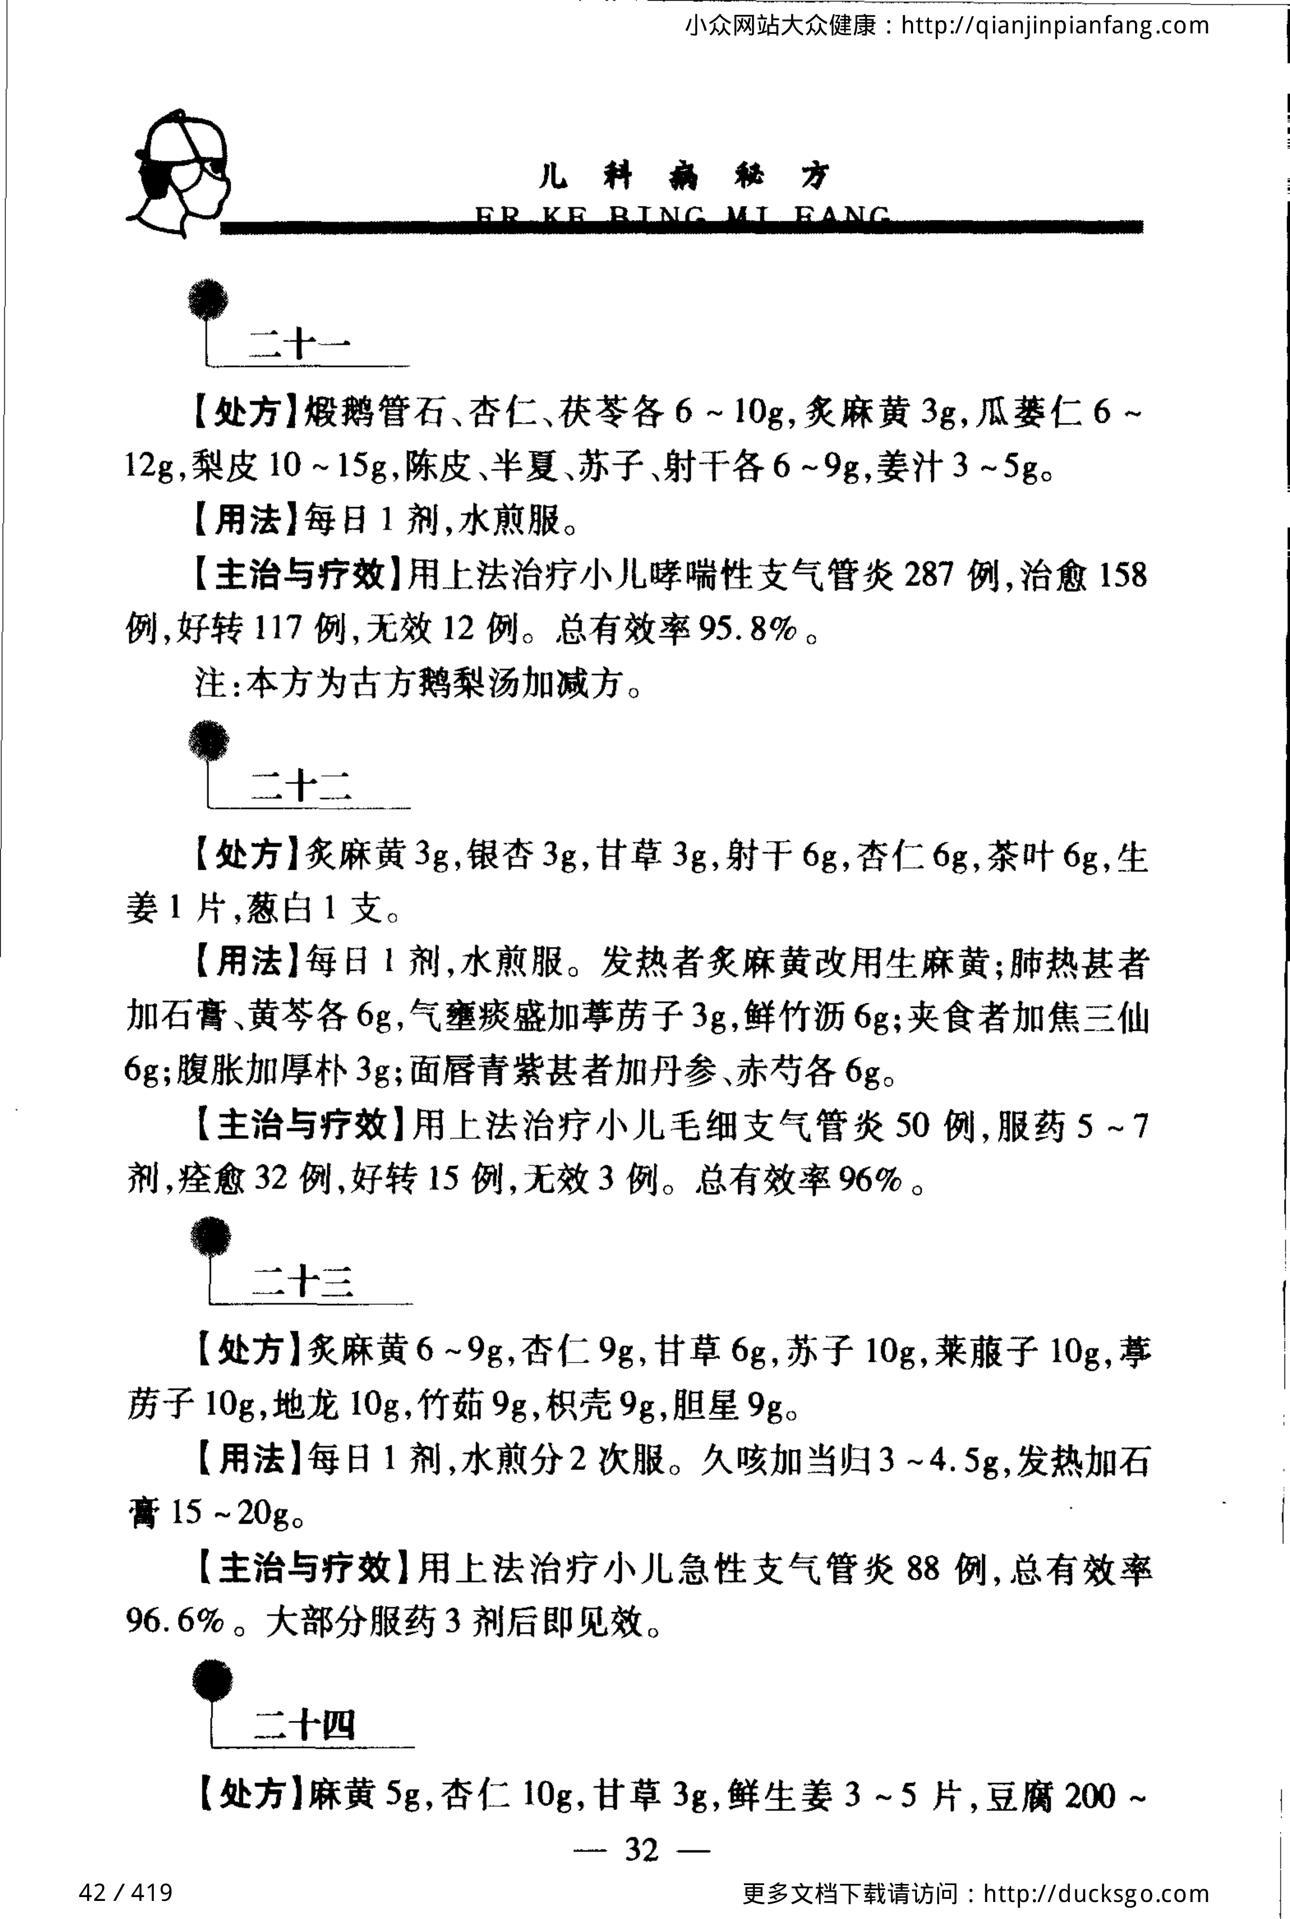 小众网站大众健康：http://qianjinpianfang.com
儿科病秘方
ER KE BING MI FANG
二十一
【处方】煅鹅管石、杏仁、茯苓各 6 ~ 10g,炙麻黄 3g,瓜蒌仁 6 ~
12g,梨皮 10 ~ 15g,陈皮、半夏、苏子、射干各 6 ~ 9g,姜汁 3 ~ 5g。
【用法】每日 1 剂,水煎服。
【主治与疗效】用上法治疗小儿哮喘性支气管炎 287 例,治愈 158
例,好转 117 例,无效 12 例。总有效率 95.8%。
注:本方为古方鹅梨汤加减方。
二十二
【处方】炙麻黄 3g,银杏 3g,甘草 3g,射干 6g,杏仁 6g,茶叶 6g,生
姜 1 片,葱白 1 支。
【用法】每日 1 剂,水煎服。发热者炙麻黄改用生麻黄;肺热甚者
加石膏、黄芩各 6g,气壅痰盛加葶苈子 3g,鲜竹沥 6g;夹食者加焦三仙
6g;腹胀加厚朴 3g;面唇青紫甚者加丹参、赤芍各 6g。
【主治与疗效】用上法治疗小儿毛细支气管炎 50 例,服药 5 ~ 7
剂,痊愈 32 例,好转 15 例,无效 3 例。总有效率 96%。
二十三
【处方】炙麻黄 6 ~ 9g,杏仁 9g,甘草 6g,苏子 10g,莱菔子 10g,葶
苈子 10g,地龙 10g,竹茹 9g,枳壳 9g,胆星 9g。
【用法】每日 1 剂,水煎分 2 次服。久咳加当归 3 ~ 4.5g,发热加石
膏 15 ~ 20g。
【主治与疗效】用上法治疗小儿急性支气管炎 88 例,总有效率
96.6%。大部分服药 3 剂后即见效。
二十四
【处方】麻黄 5g,杏仁 10g,甘草 3g,鲜生姜 3 ~ 5 片,豆腐 200 ~
— 32 —
42 / 419
更多文档下载请访问：http://ducksgo.com